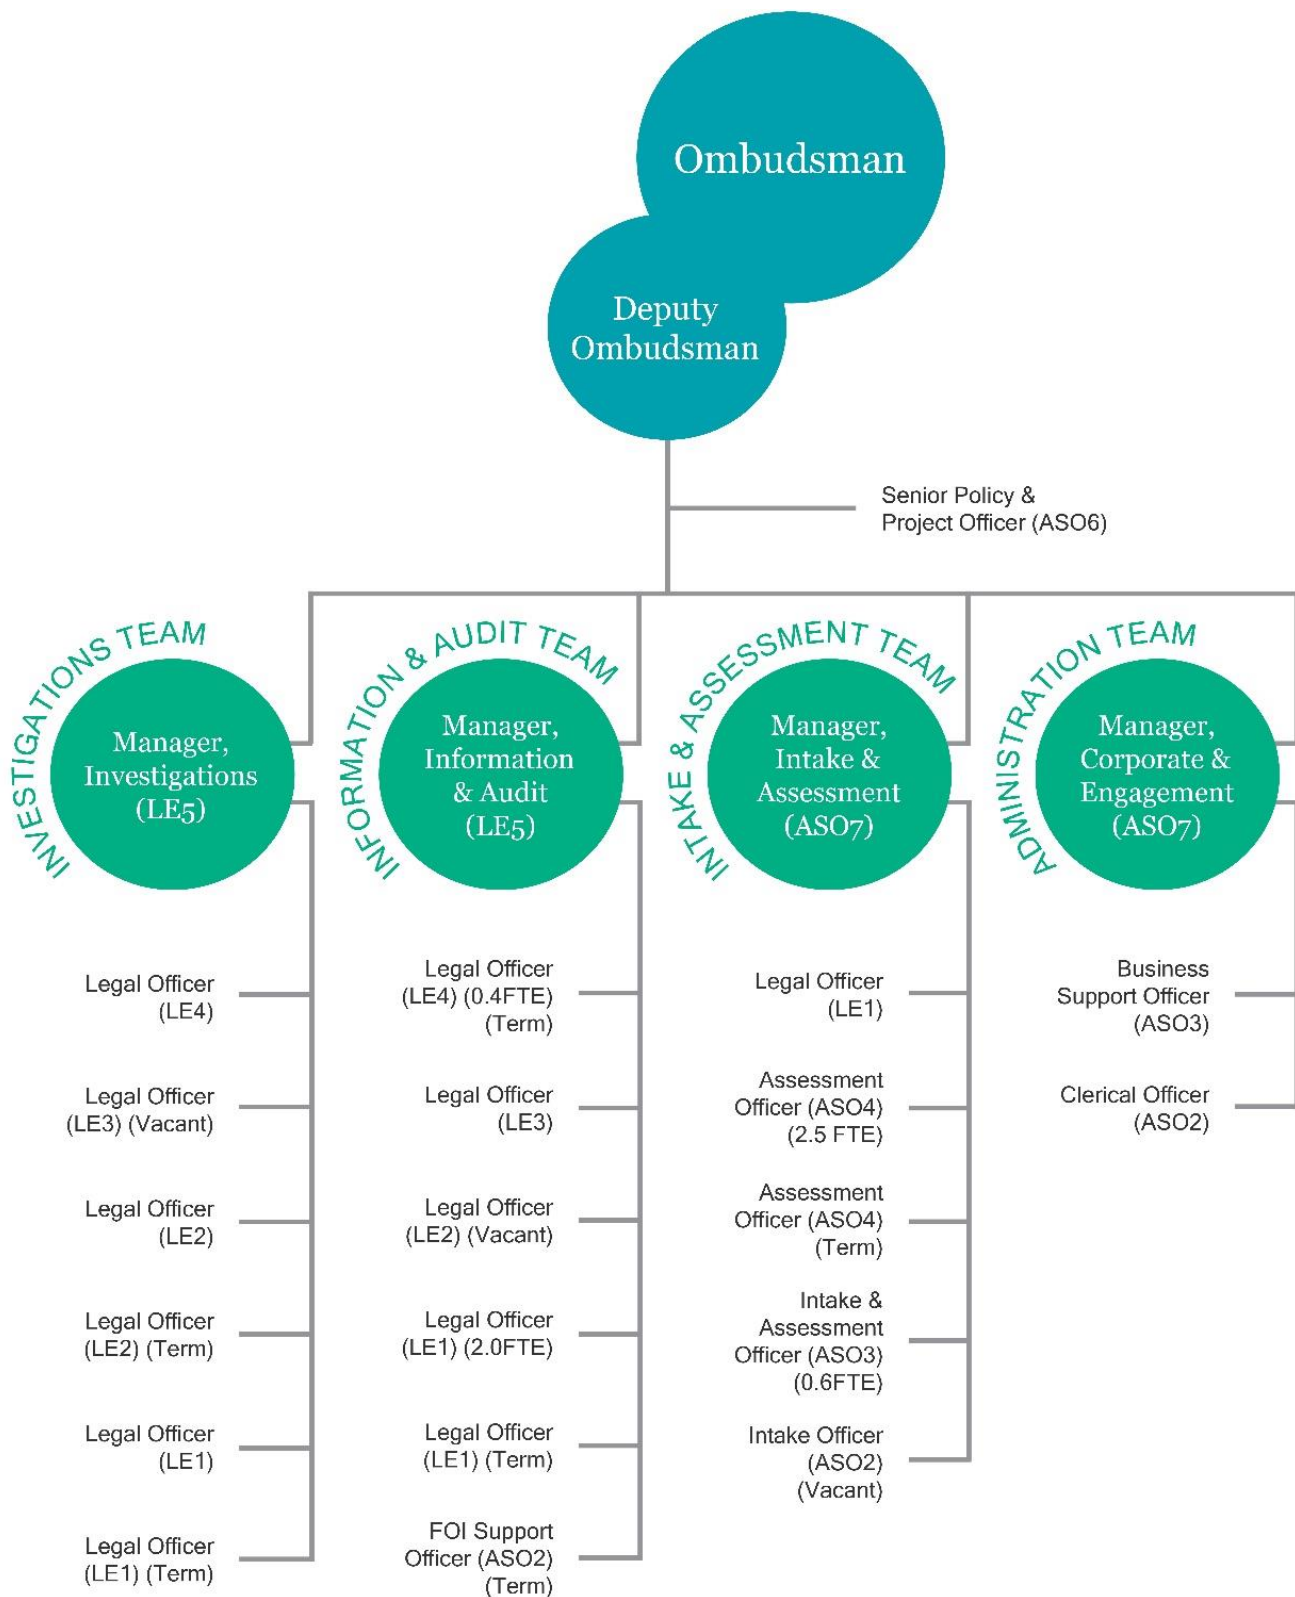 Ombudsman
Deputy
Ombudsman
Senior Policy &
Project Officer (ASO6)
INVESTIGATIONS TEAM
Manager,
Investigations
(LE5)
Legal Officer
(LE4)
Legal Officer
(LE3) (Vacant)
Legal Officer
(LE2)
Legal Officer
(LE2) (Term)
Legal Officer
(LE1)
Legal Officer
(LE1) (Term)
INFORMATION & AUDIT TEAM
Manager,
Information
& Audit
(LE5)
Legal Officer
(LE4) (0.4FTE)
(Term)
Legal Officer
(LE3)
Legal Officer
(LE2) (Vacant)
Legal Officer
(LE1) (2.0FTE)
Legal Officer
(LE1) (Term)
FOI Support
Officer (ASO2)
(Term)
INTAKE & ASSESSMENT TEAM
Manager,
Intake &
Assessment
(ASO7)
Legal Officer
(LE1)
Assessment
Officer (ASO4)
(2.5 FTE)
Assessment
Officer (ASO4)
(Term)
Intake &
Assessment
Officer (ASO3)
(0.6FTE)
Intake Officer
(ASO2)
(Vacant)
ADMINISTRATION TEAM
Manager,
Corporate &
Engagement
(ASO7)
Business
Support Officer
(ASO3)
Clerical Officer
(ASO2)